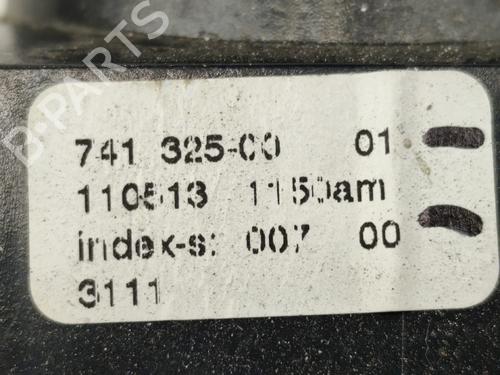 B-PARTS
741 325-00 01
110513 1150am
index-s: 007 00
3111